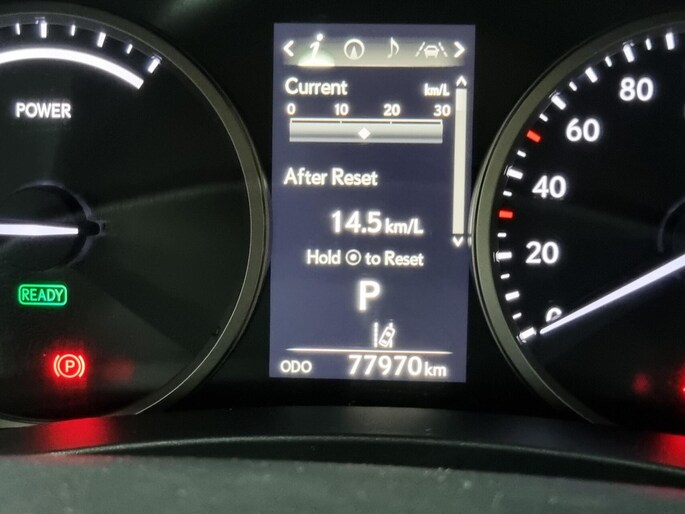 POWER
READY
P
Current km/L
0 10 20 30
After Reset
14.5 km/L
Hold to Reset
P
ODO 77970 km
80
60
40
20
0